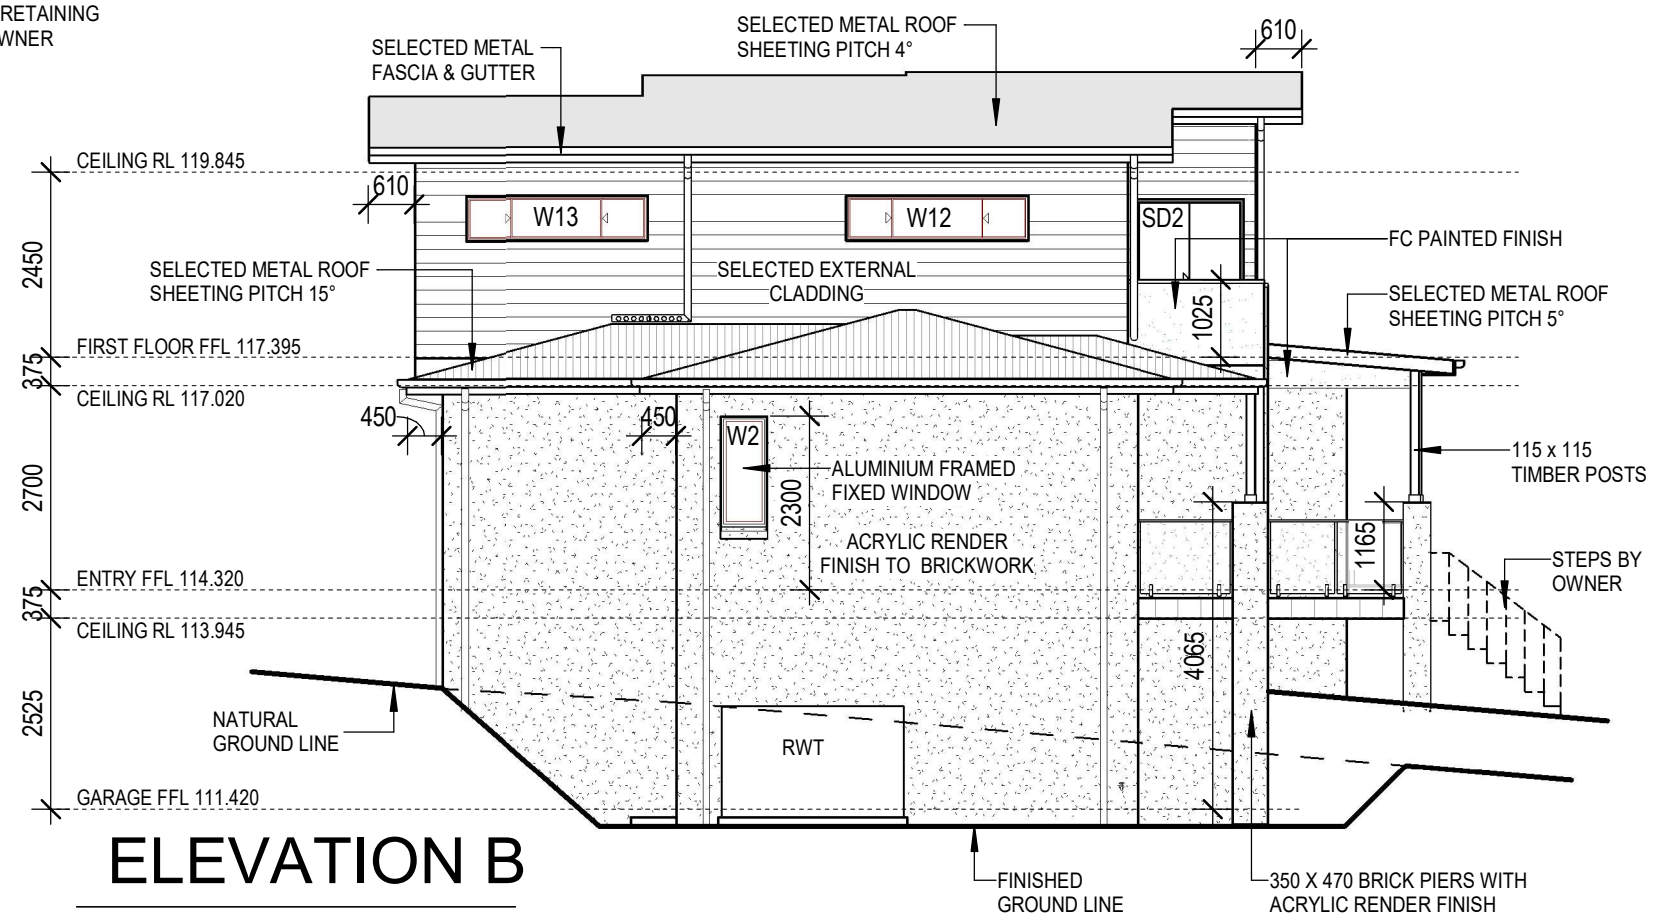 RETAINING
WNER
SELECTED METAL
FASCIA & GUTTER
SELECTED METAL ROOF
SHEETING PITCH 4°
610
CEILING RL 119.845
610
W13
W12
SD2
FC PAINTED FINISH
2450
SELECTED METAL ROOF
SHEETING PITCH 15°
SELECTED EXTERNAL
CLADDING
1025
SELECTED METAL ROOF
SHEETING PITCH 5°
FIRST FLOOR FFL 117.395
375
CEILING RL 117.020
450
450
W2
115 x 115
TIMBER POSTS
2700
ALUMINIUM FRAMED
FIXED WINDOW
2300
ACRYLIC RENDER
FINISH TO BRICKWORK
1165
STEPS BY
OWNER
ENTRY FFL 114.320
375
CEILING RL 113.945
4065
2525
NATURAL
GROUND LINE
RWT
GARAGE FFL 111.420
ELEVATION B
FINISHED
GROUND LINE
350 X 470 BRICK PIERS WITH
ACRYLIC RENDER FINISH